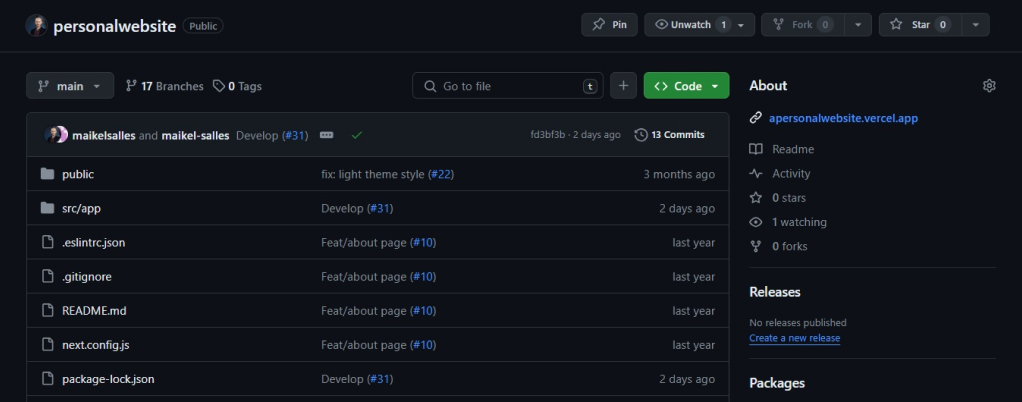 personalwebsite Public Pin Unwatch 1 Fork 0 Star 0
main 17 Branches 0 Tags Go to file t + <> Code
maikelsalles and maikel-salles Develop (#31) fd3bf3b · 2 days ago 13 Commits
public fix: light theme style (#22) 3 months ago
src/app Develop (#31) 2 days ago
.eslintrc.json Feat/about page (#10) last year
.gitignore Feat/about page (#10) last year
README.md Feat/about page (#10) last year
next.config.js Feat/about page (#10) last year
package-lock.json Develop (#31) 2 days ago
About
apersonalwebsite.vercel.app
Readme
Activity
0 stars
1 watching
0 forks
Releases
No releases published
Create a new release
Packages